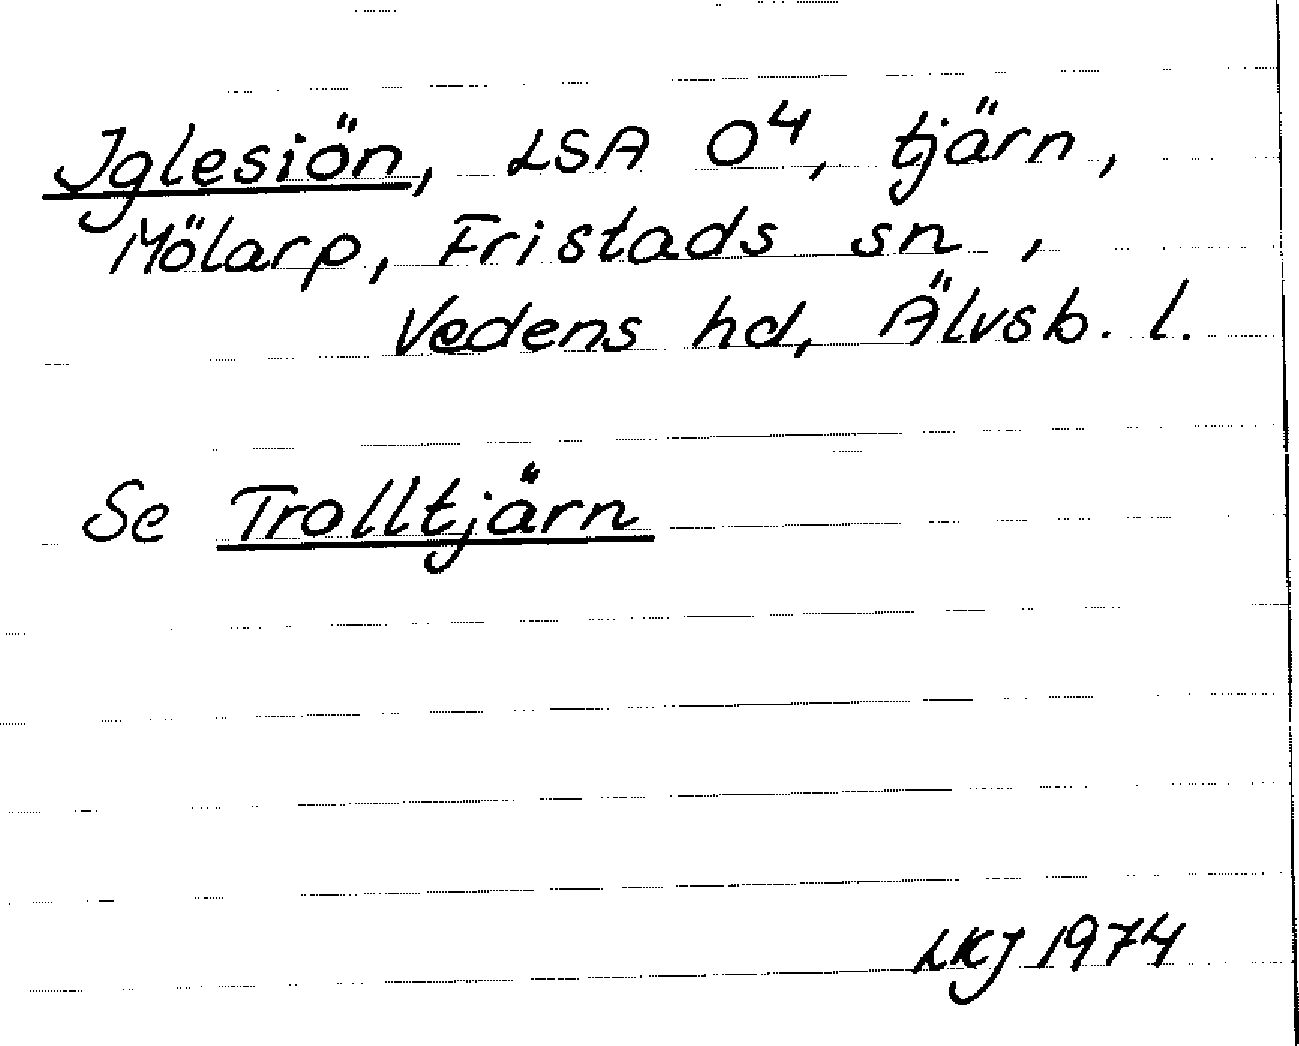 Iglesiön, LSA O4, tjärn,
Mölarp, Fristads sn,
Vedens hd, Älvsb. l.
Se Trolltjärn
LKJ 1974